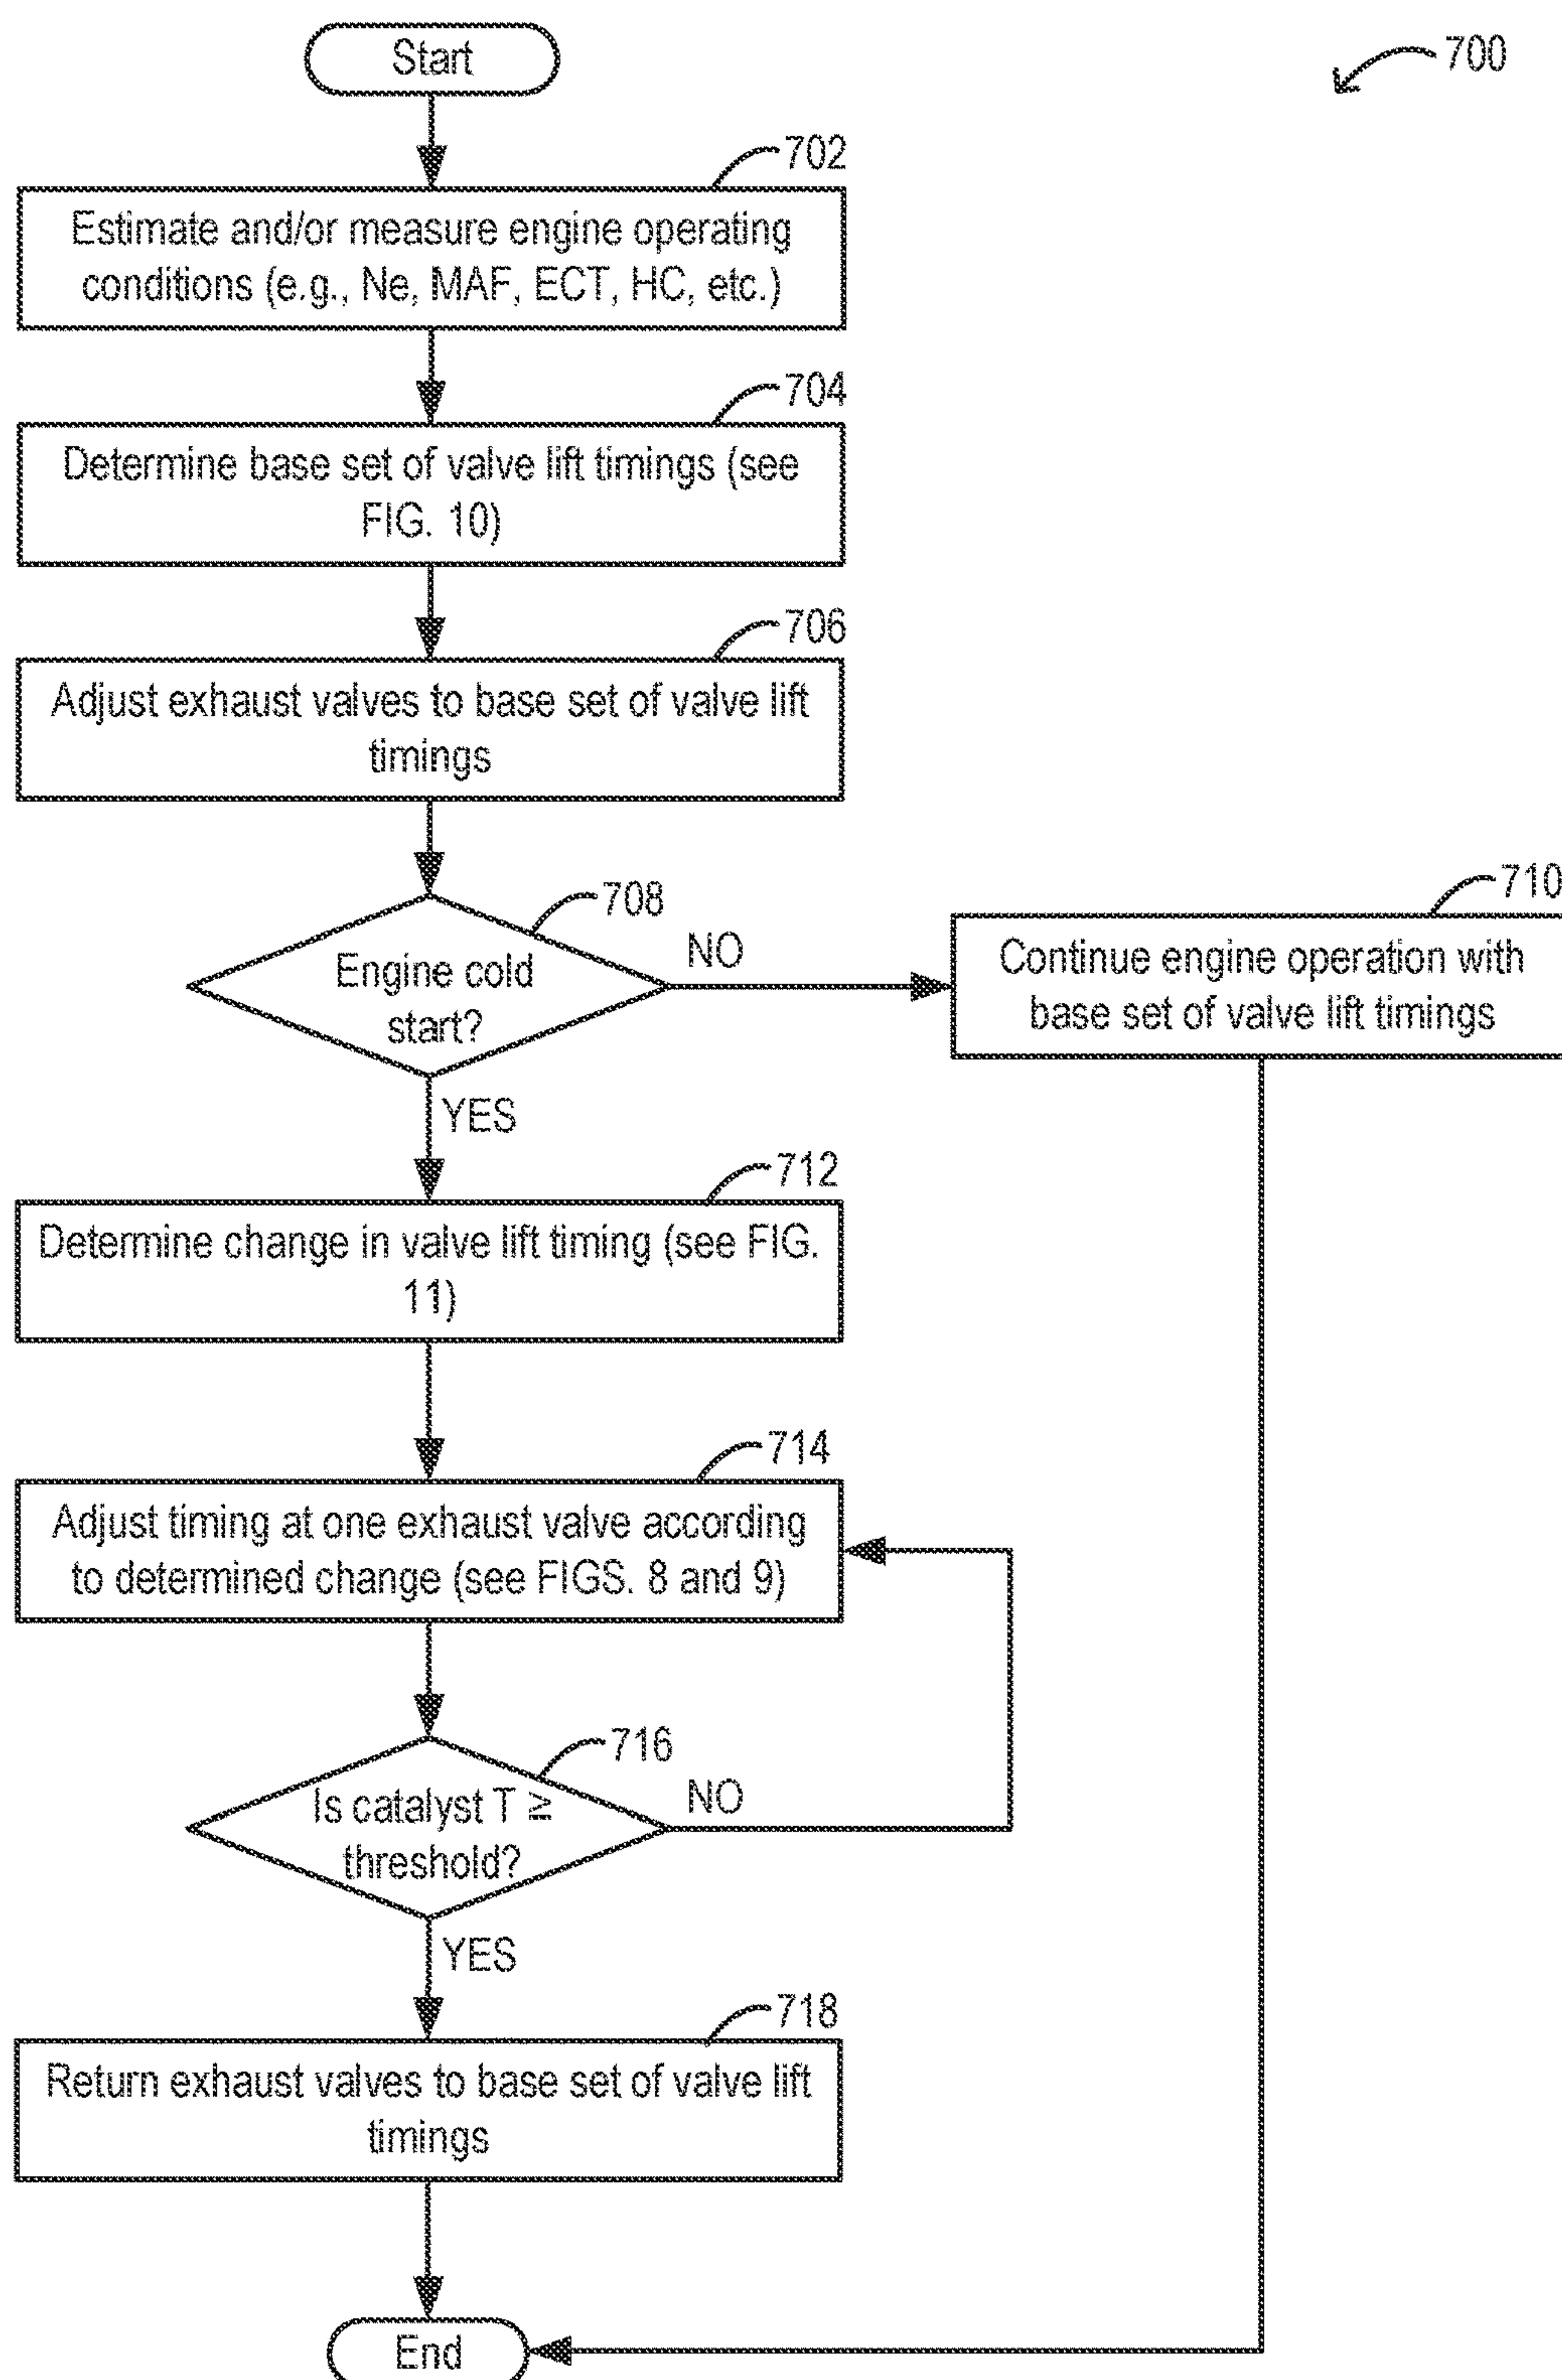 Start
700
702
Estimate and/or measure engine operating
conditions (e.g., Ne, MAF, ECT, HC, etc.)
704
Determine base set of valve lift timings (see
FIG. 10)
706
Adjust exhaust valves to base set of valve lift
timings
708
Engine cold
start?
NO
710
Continue engine operation with
base set of valve lift timings
YES
712
Determine change in valve lift timing (see FIG.
11)
714
Adjust timing at one exhaust valve according
to determined change (see FIGS. 8 and 9)
716
Is catalyst T ≥
threshold?
NO
YES
718
Return exhaust valves to base set of valve lift
timings
End